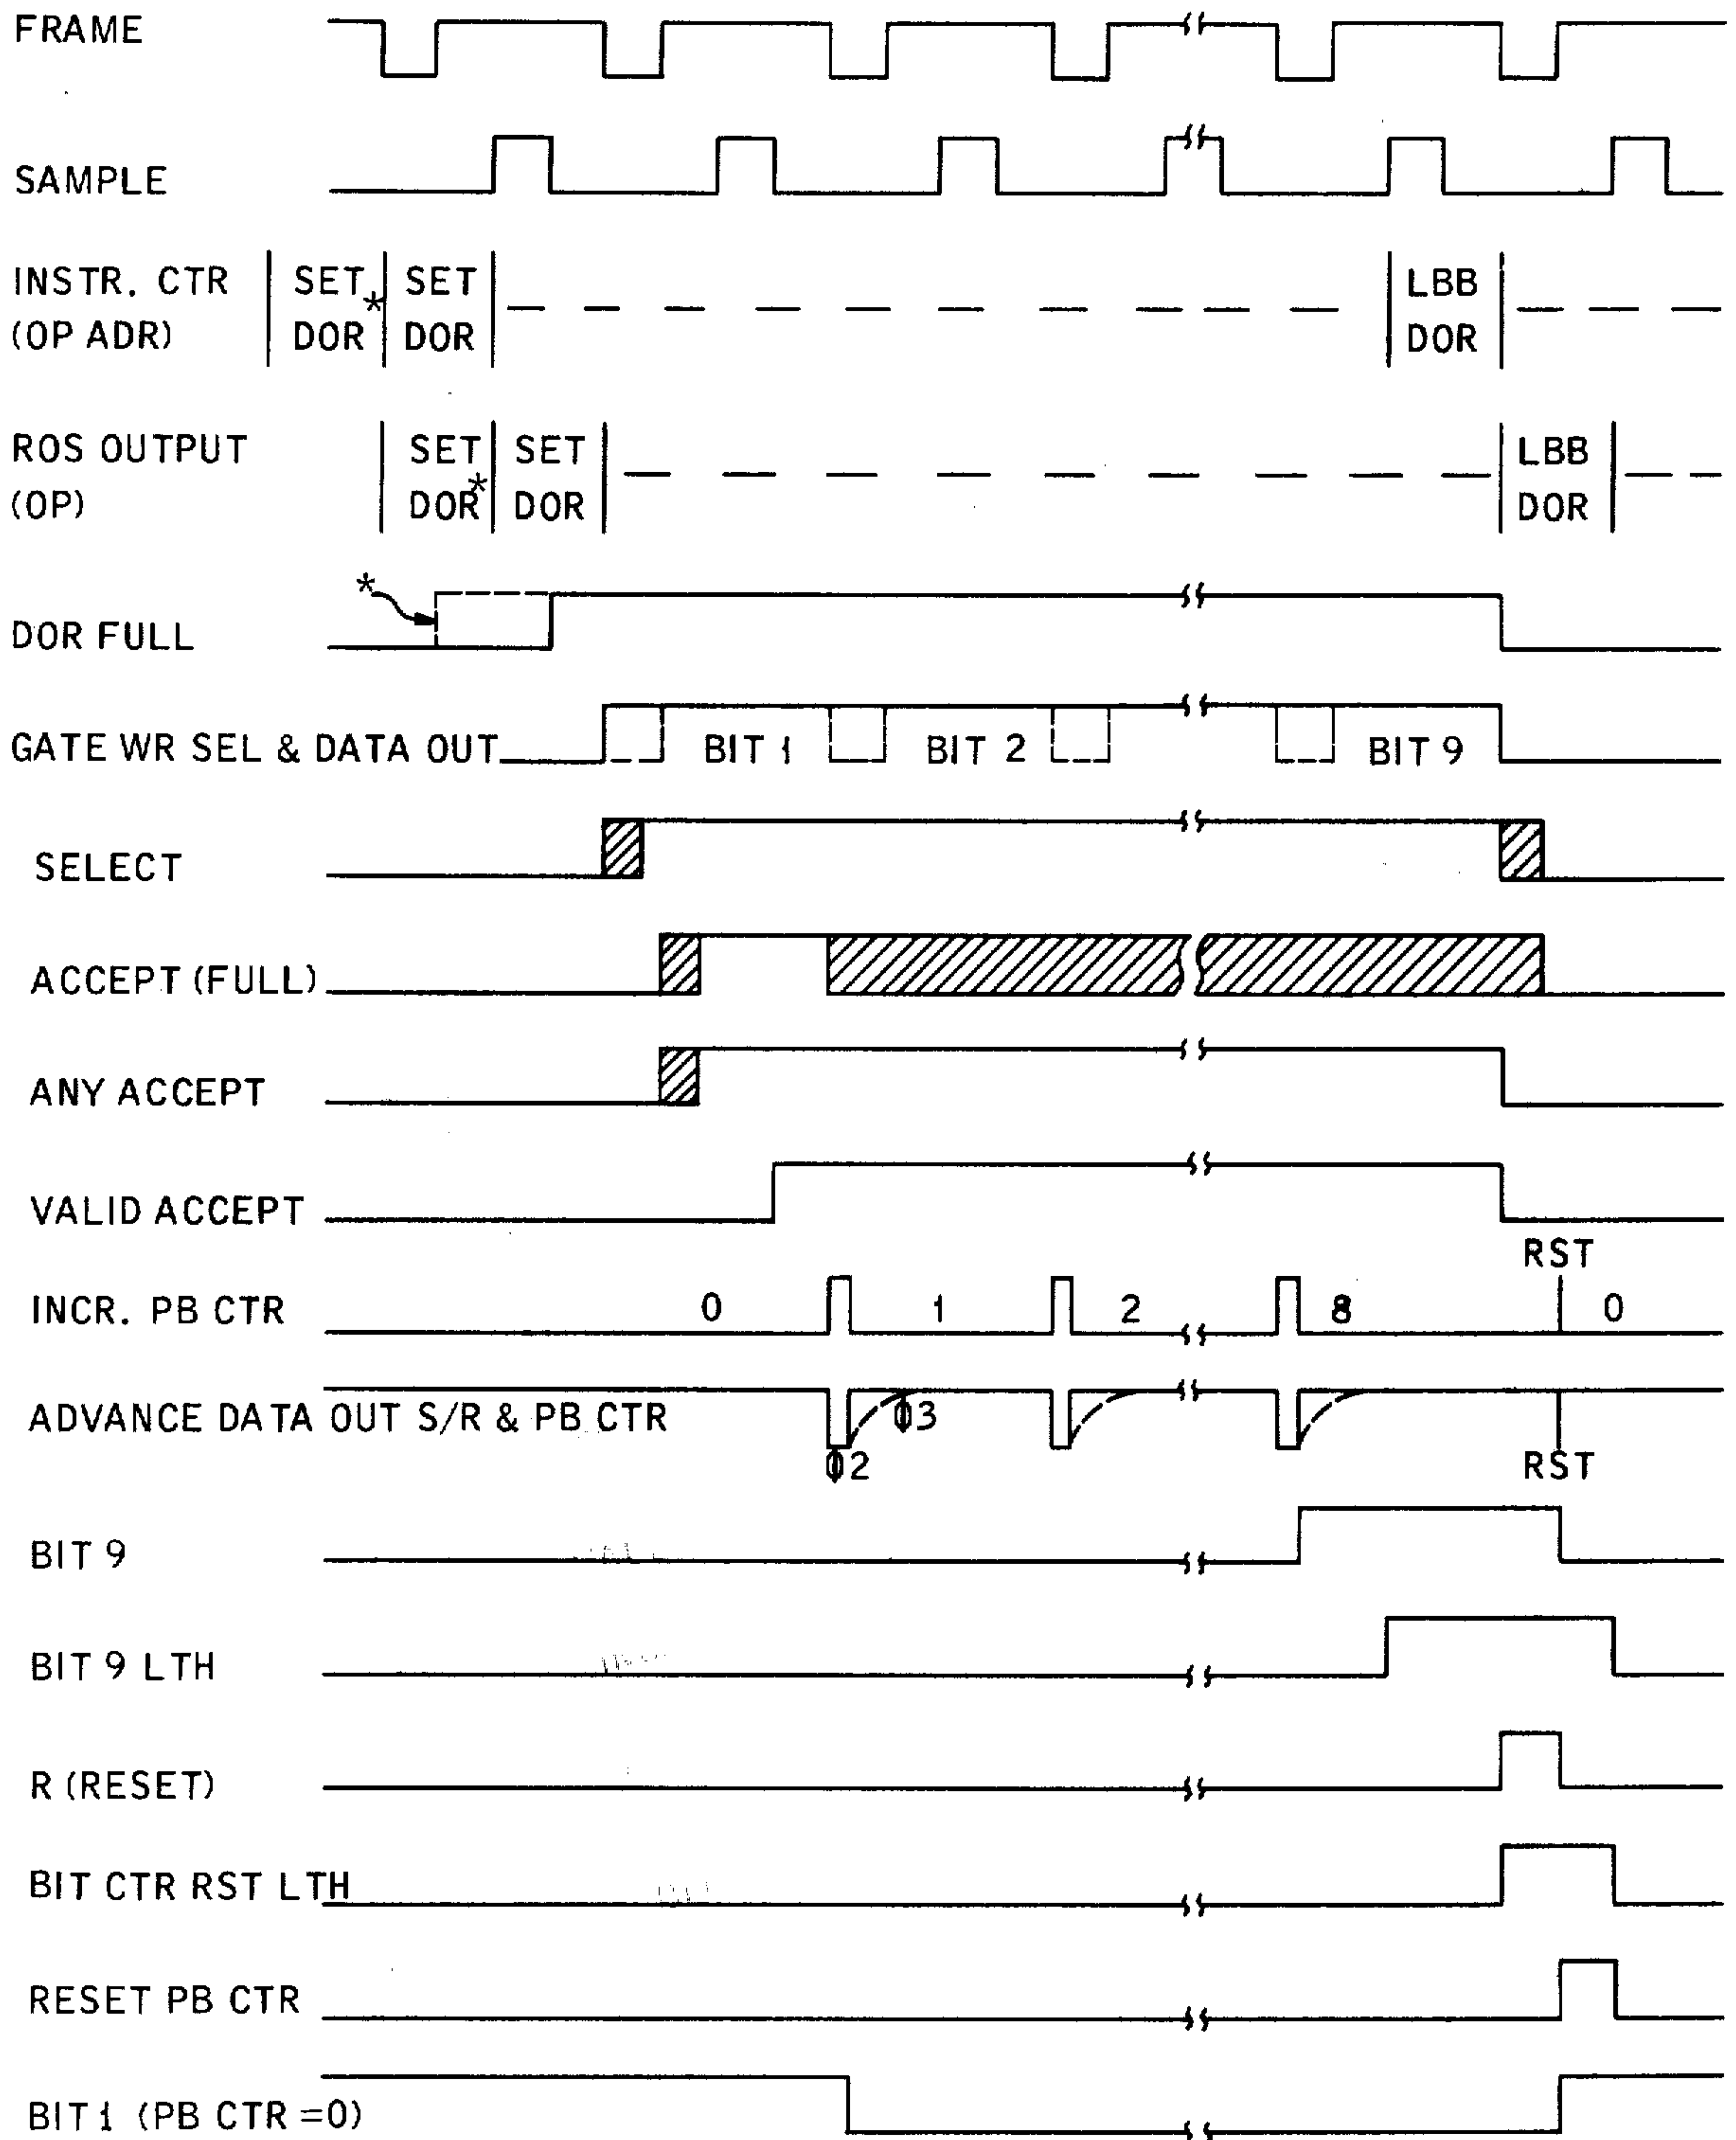 FRAME
SAMPLE
INSTR. CTR
(OP ADR)
SET *
DOR
SET
DOR
LBB
DOR
ROS OUTPUT
(OP)
SET
DOR *
SET
DOR
LBB
DOR
*
DOR FULL
GATE WR SEL & DATA OUT
BIT 1
BIT 2
BIT 9
SELECT
ACCEPT (FULL)
ANY ACCEPT
VALID ACCEPT
RST
INCR. PB CTR
0
1
2
8
0
ADVANCE DATA OUT S/R & PB CTR
ϕ3
ϕ2
RST
BIT 9
BIT 9 LTH
R (RESET)
BIT CTR RST LTH
RESET PB CTR
BIT 1 (PB CTR =0)